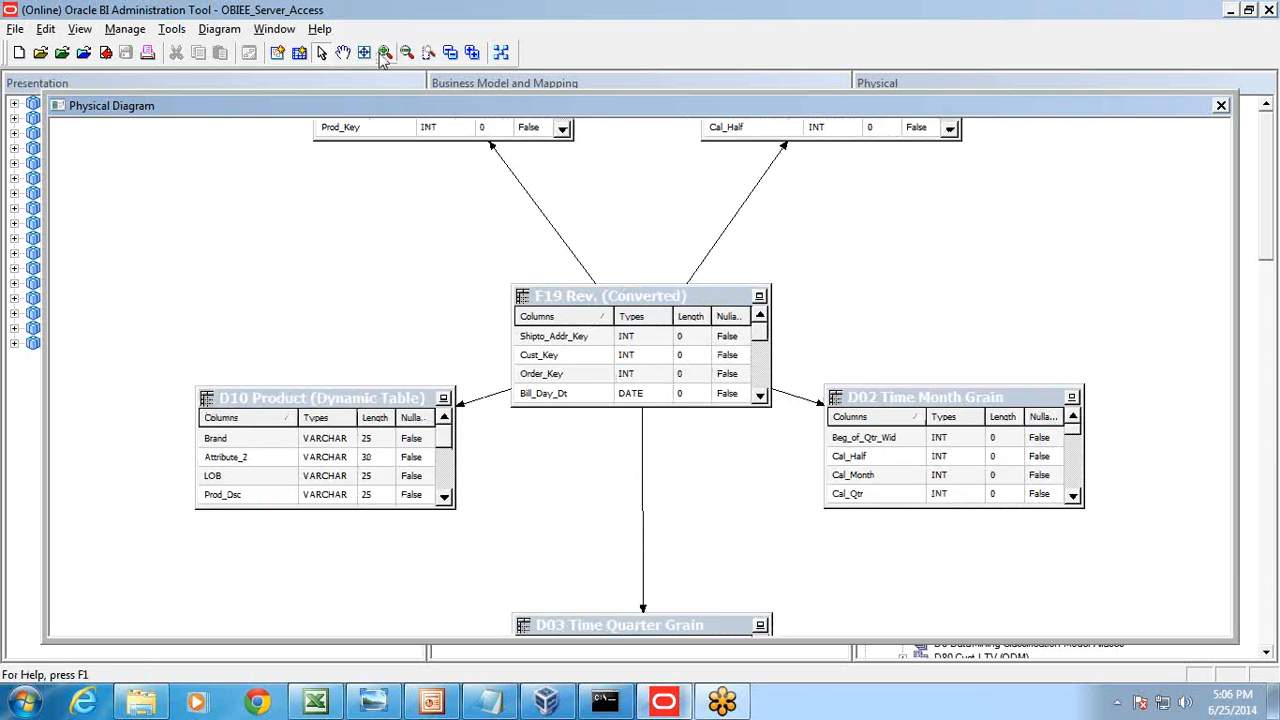 (Online) Oracle BI Administration Tool - OBIEE_Server_Access
File Edit View Manage Tools Diagram Window Help
Presentation Business Model and Mapping Physical
Physical Diagram
Prod_Key INT 0 False
Cal_Half INT 0 False
F19 Rev. (Converted)
Columns Types Length Nulla..
Shipto_Addr_Key INT 0 False
Cust_Key INT 0 False
Order_Key INT 0 False
Bill_Day_Dt DATE 0 False
D10 Product (Dynamic Table)
Columns Types Length Nulla..
Brand VARCHAR 25 False
Attribute_2 VARCHAR 30 False
LOB VARCHAR 25 False
Prod_Dsc VARCHAR 25 False
D02 Time Month Grain
Columns Types Length Nulla...
Beg_of_Qtr_Wid INT 0 False
Cal_Half INT 0 False
Cal_Month INT 0 False
Cal_Qtr INT 0 False
D03 Time Quarter Grain
D80 Cust LTV (ODM)
For Help, press F1
5:06 PM
6/25/2014